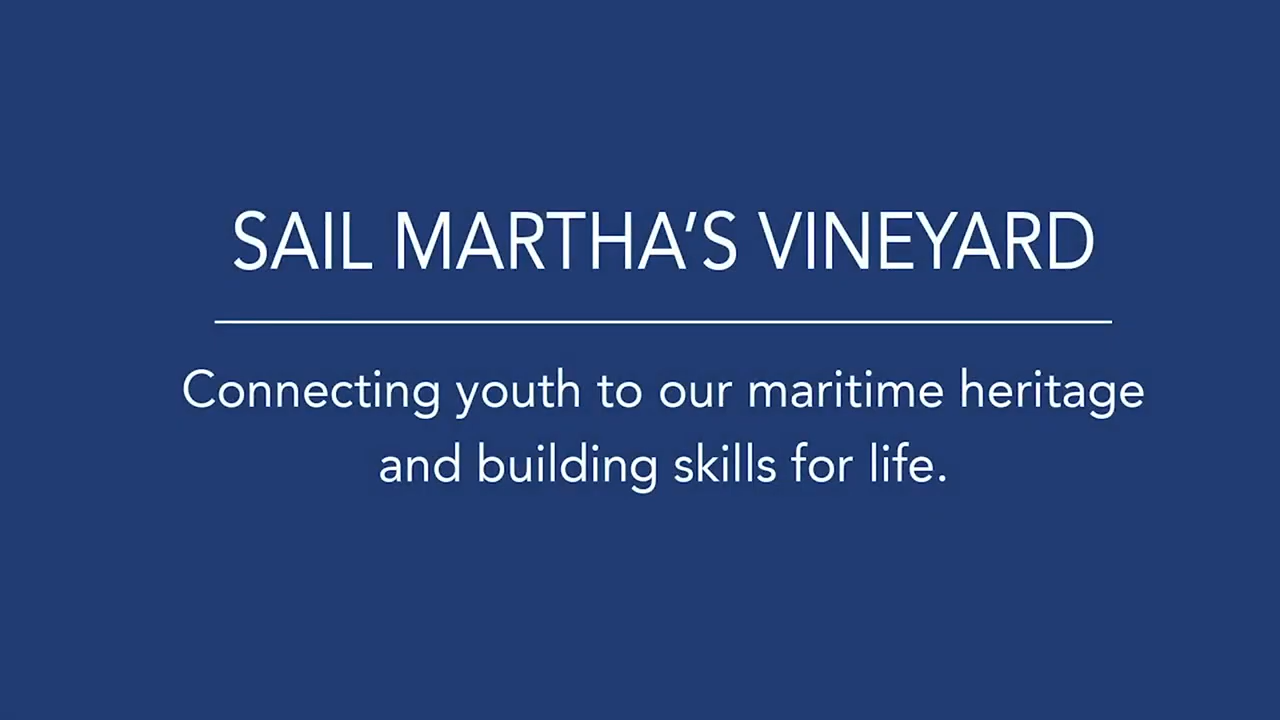 SAIL MARTHA’S VINEYARD
Connecting youth to our maritime heritage
and building skills for life.